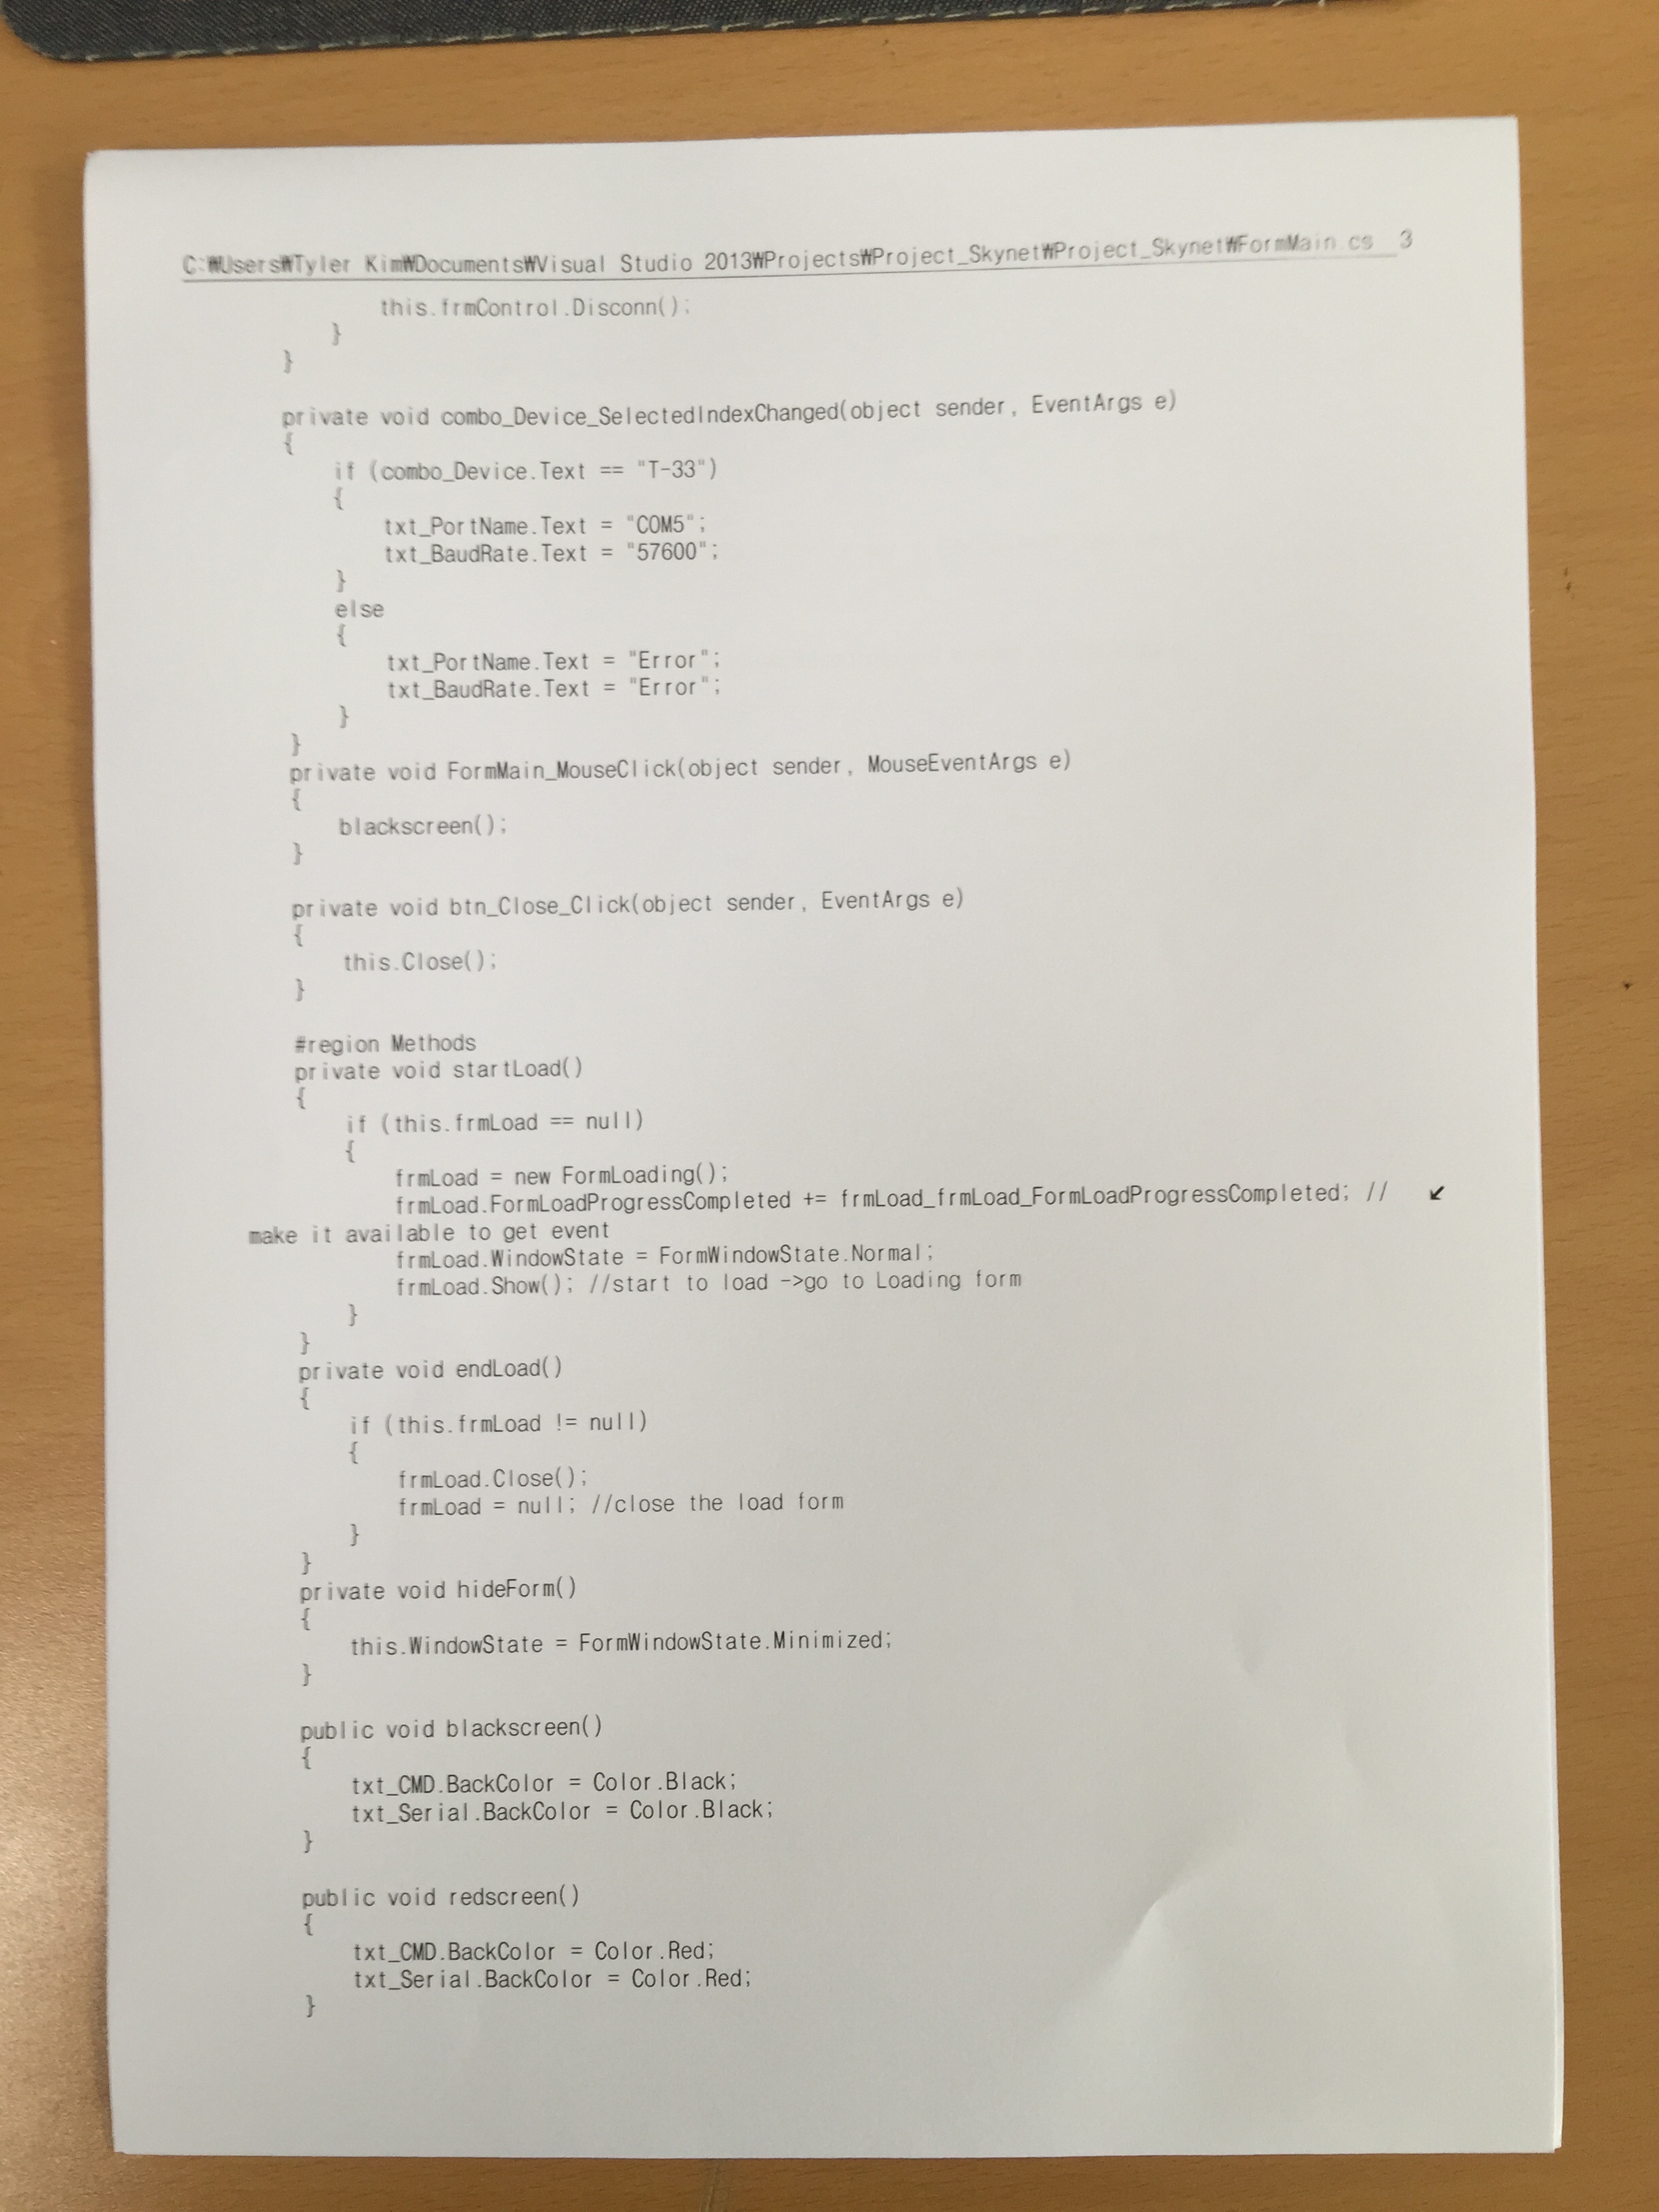 C:₩Users₩Tyler Kim₩Documents₩Visual Studio 2013₩Projects₩Project_Skynet₩Project_Skynet₩FormMain.cs 3
this.frmControl.Disconn();
}
}
private void combo_Device_SelectedIndexChanged(object sender, EventArgs e)
{
if (combo_Device.Text == "T-33")
{
txt_PortName.Text = "COM5";
txt_BaudRate.Text = "57600";
}
else
{
txt_PortName.Text = "Error";
txt_BaudRate.Text = "Error";
}
}
private void FormMain_MouseClick(object sender, MouseEventArgs e)
{
blackscreen();
}
private void btn_Close_Click(object sender, EventArgs e)
{
this.Close();
}
#region Methods
private void startLoad()
{
if (this.frmLoad == null)
{
frmLoad = new FormLoading();
frmLoad.FormLoadProgressCompleted += frmLoad_frmLoad_FormLoadProgressCompleted; // ↙
make it available to get event
frmLoad.WindowState = FormWindowState.Normal;
frmLoad.Show(); //start to load ->go to Loading form
}
}
private void endLoad()
{
if (this.frmLoad != null)
{
frmLoad.Close();
frmLoad = null; //close the load form
}
}
private void hideForm()
{
this.WindowState = FormWindowState.Minimized;
}
public void blackscreen()
{
txt_CMD.BackColor = Color.Black;
txt_Serial.BackColor = Color.Black;
}
public void redscreen()
{
txt_CMD.BackColor = Color.Red;
txt_Serial.BackColor = Color.Red;
}